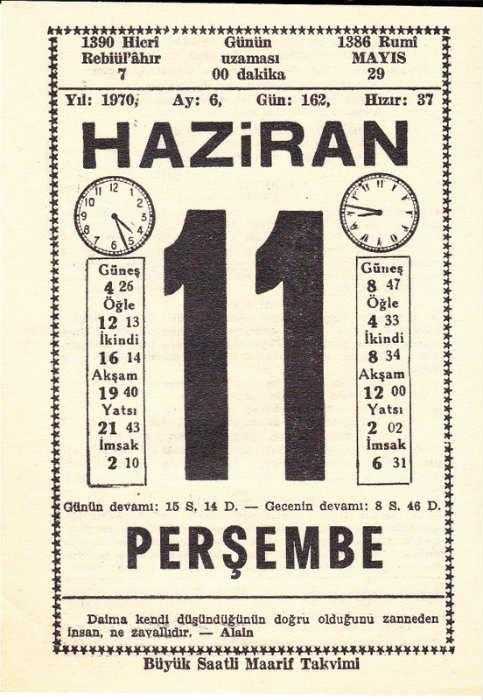 1390 Hicrî Günün 1386 Rumî
Rebiül'âhır uzaması MAYIS
7 00 dakika 29
Yıl: 1970, Ay: 6, Gün: 162, Hızır: 37
HAZiRAN
11
Güneş
4 26
Öğle
12 13
İkindi
16 14
Akşam
19 40
Yatsı
21 43
İmsak
2 10
Güneş
8 47
Öğle
4 33
İkindi
8 34
Akşam
12 00
Yatsı
2 02
İmsak
6 31
Günün devamı: 15 S. 14 D. — Gecenin devamı: 8 S. 46 D.
PERŞEMBE
Daima kendi düşündüğünün doğru olduğunu zanneden
insan, ne zavallıdır. — Alain
Büyük Saatli Maarif Takvimi